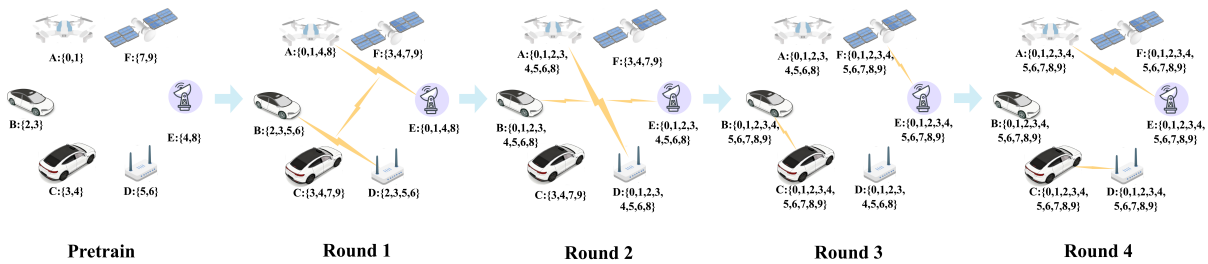 A:{0,1}
F:{7,9}
B:{2,3}
E:{4,8}
C:{3,4}
D:{5,6}
Pretrain
A:{0,1,4,8}
F:{3,4,7,9}
B:{2,3,5,6}
E:{0,1,4,8}
C:{3,4,7,9}
D:{2,3,5,6}
Round 1
A:{0,1,2,3,
4,5,6,8}
F:{3,4,7,9}
B:{0,1,2,3,
4,5,6,8}
E:{0,1,2,3,
4,5,6,8}
C:{3,4,7,9}
D:{0,1,2,3,
4,5,6,8}
Round 2
A:{0,1,2,3,
4,5,6,8}
F:{0,1,2,3,4,
5,6,7,8,9}
B:{0,1,2,3,4,
5,6,7,8,9}
E:{0,1,2,3,4,
5,6,7,8,9}
C:{0,1,2,3,4,
5,6,7,8,9}
D:{0,1,2,3,
4,5,6,8}
Round 3
A:{0,1,2,3,4,
5,6,7,8,9}
F:{0,1,2,3,4,
5,6,7,8,9}
B:{0,1,2,3,4,
5,6,7,8,9}
E:{0,1,2,3,4,
5,6,7,8,9}
C:{0,1,2,3,4,
5,6,7,8,9}
D:{0,1,2,3,4,
5,6,7,8,9}
Round 4